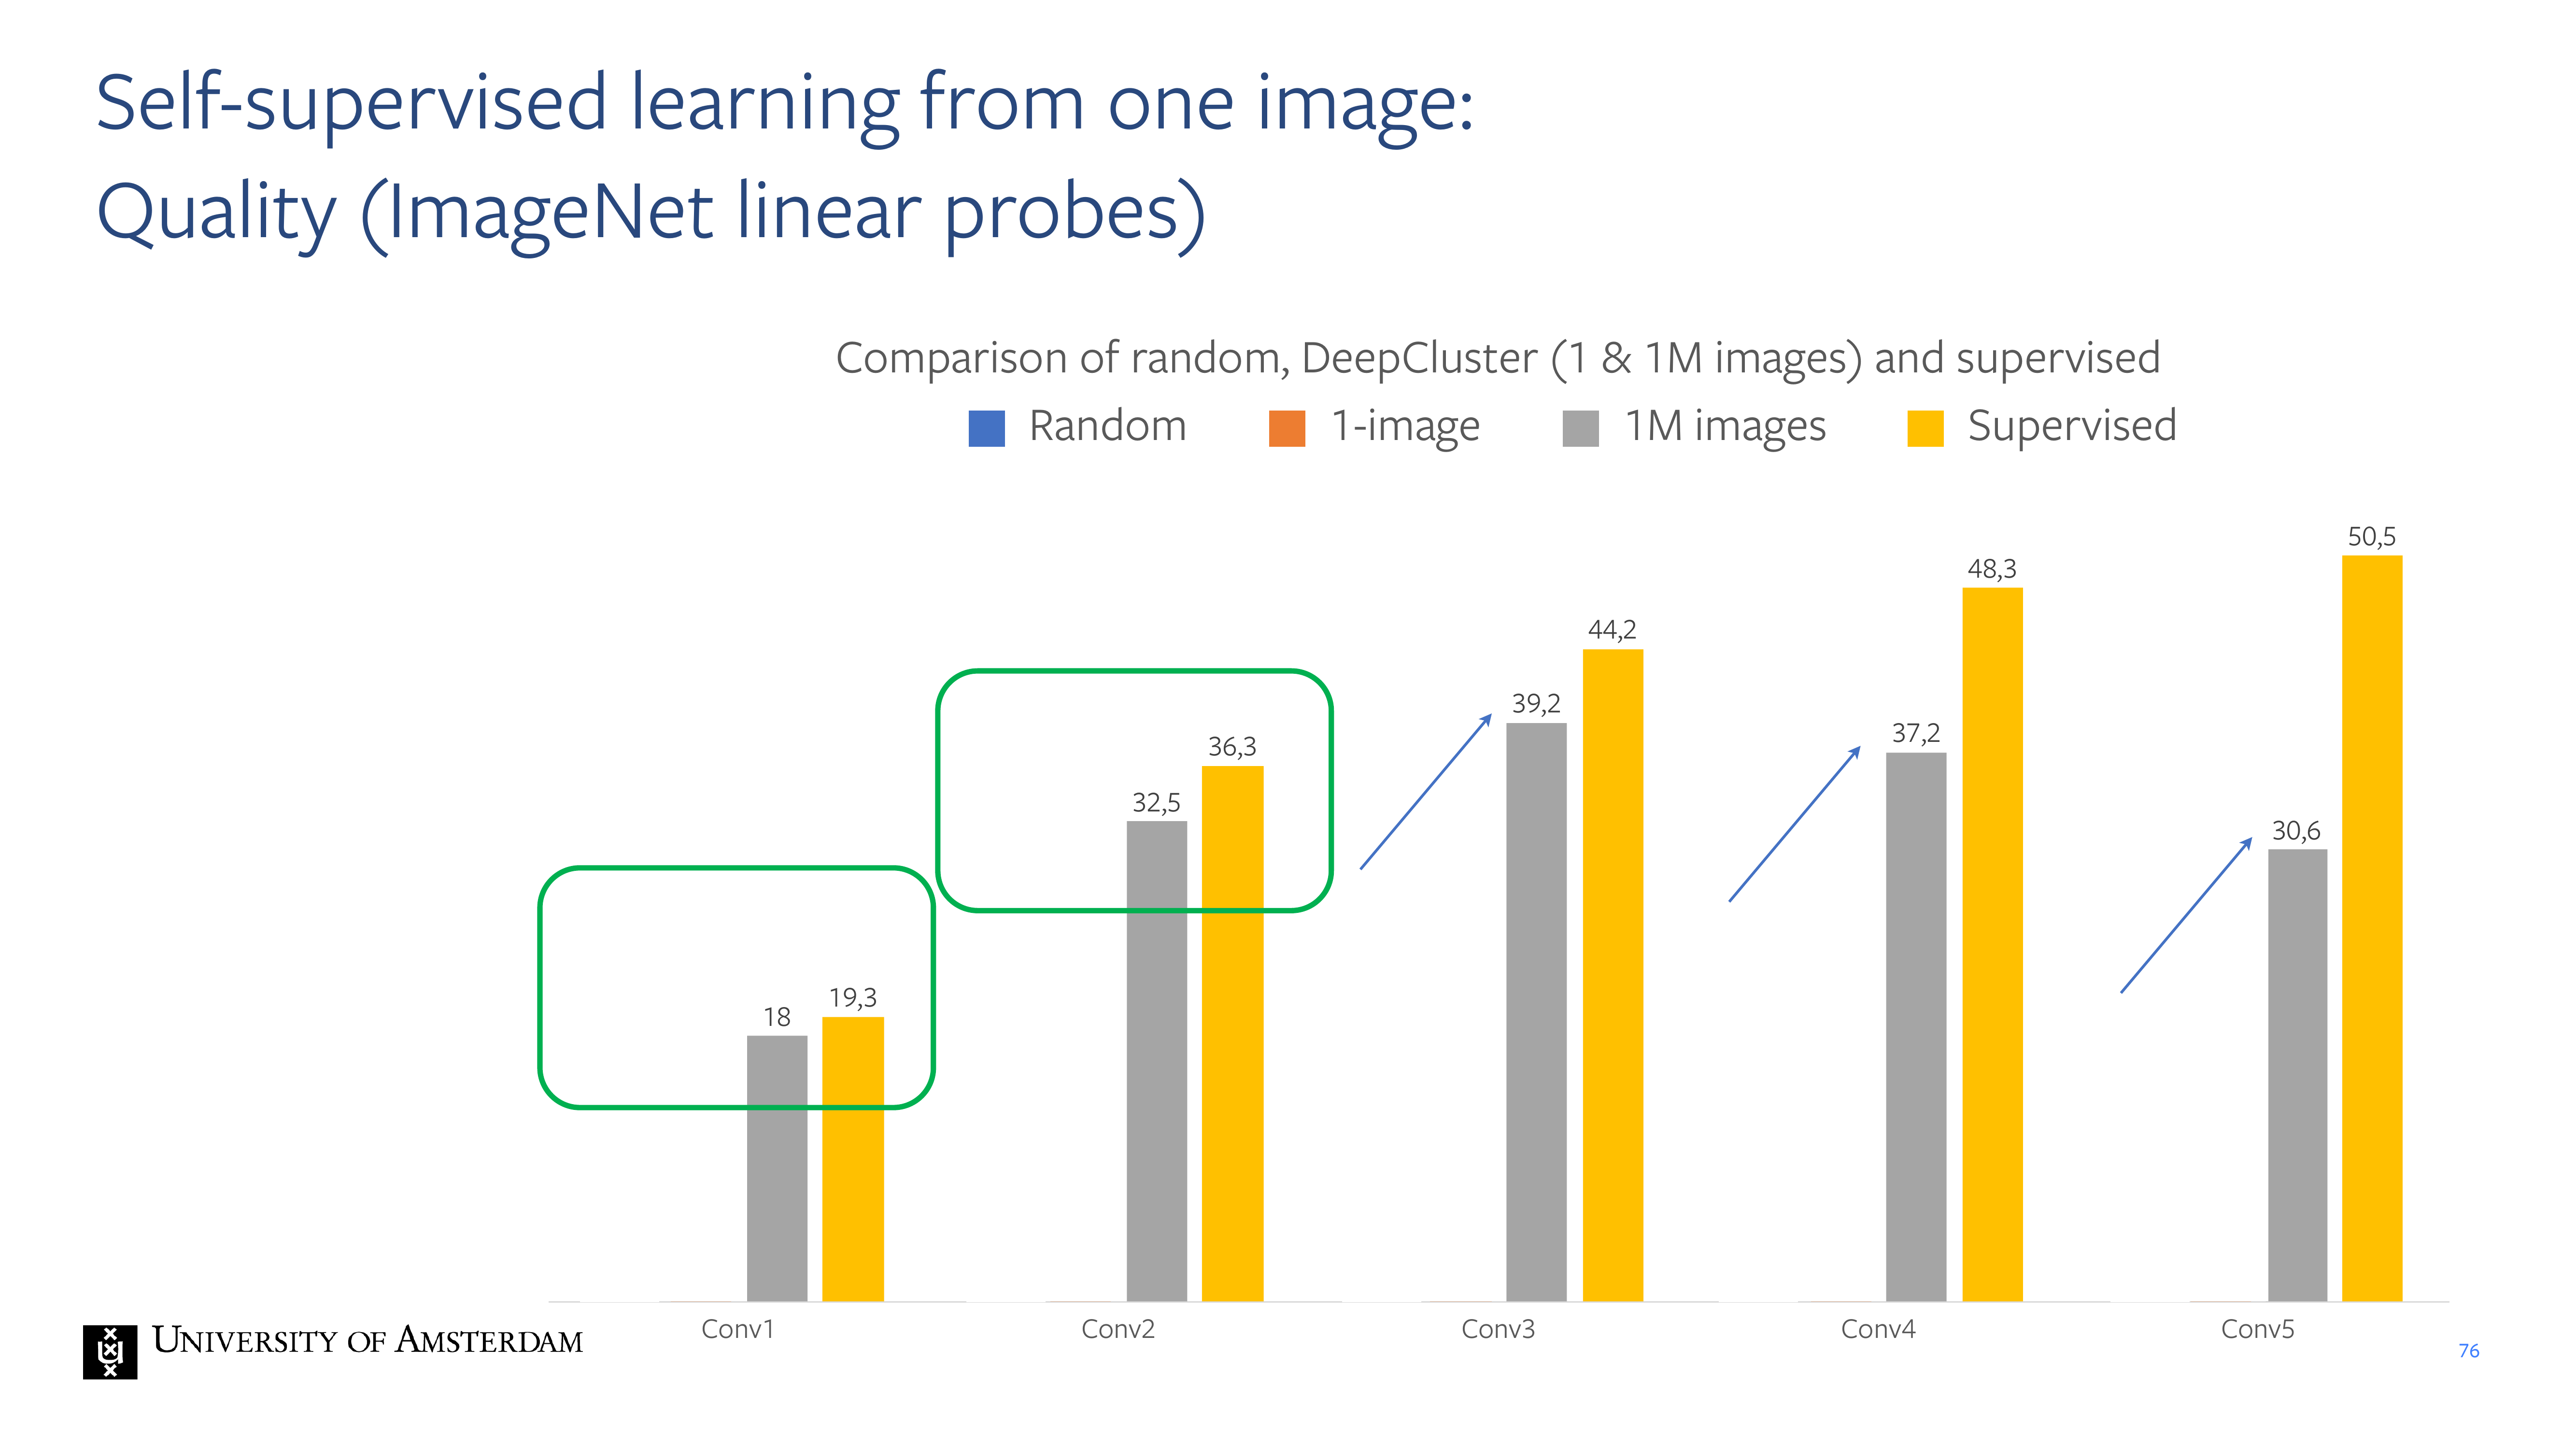 Self-supervised learning from one image:
Quality (ImageNet linear probes)
Comparison of random, DeepCluster (1 & 1M images) and supervised
Random 1-image 1M images Supervised
18
19,3
32,5
36,3
39,2
44,2
37,2
48,3
30,6
50,5
Conv1 Conv2 Conv3 Conv4 Conv5
UNIVERSITY OF AMSTERDAM
76